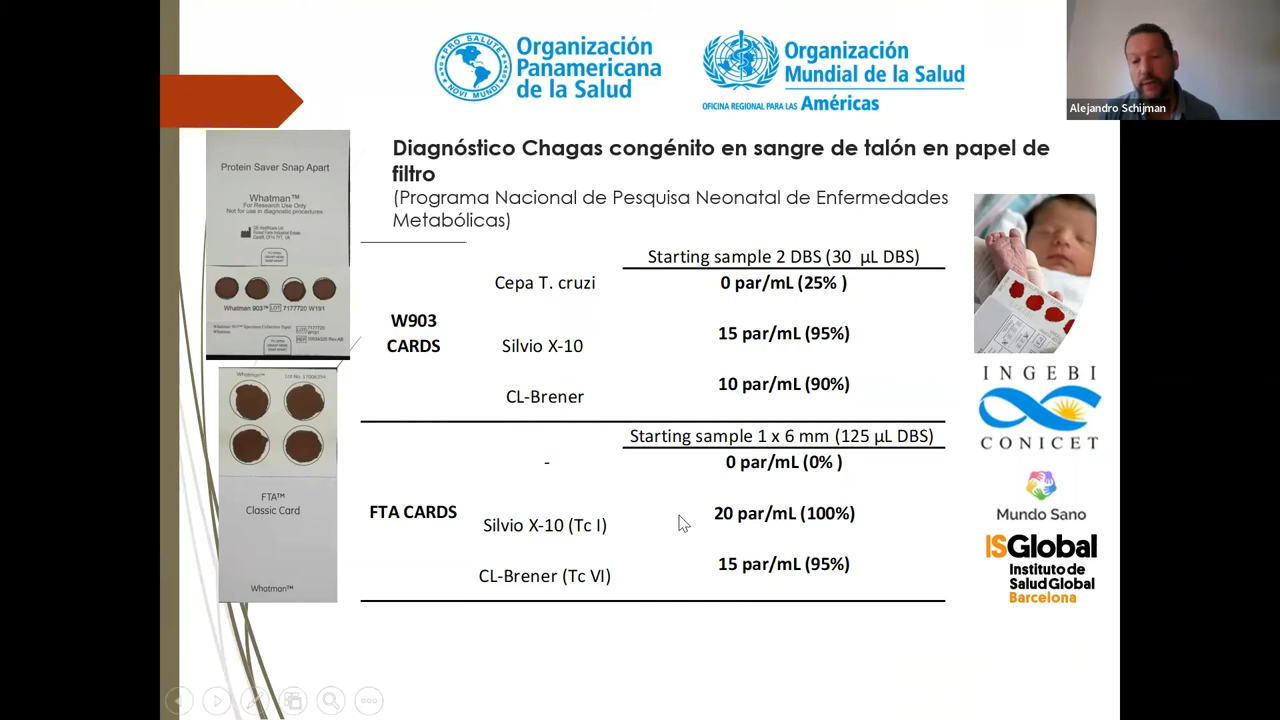 PRO SALUTE
NOVI MUNDI
Organización
Panamericana
de la Salud
Organización
Mundial de la Salud
OFICINA REGIONAL PARA LAS Américas
Alejandro Schijman
Diagnóstico Chagas congénito en sangre de talón en papel de
filtro
(Programa Nacional de Pesquisa Neonatal de Enfermedades
Metabólicas)
Protein Saver Snap Apart
Whatman™
For Research Use Only
Not for use in diagnostic procedures
Whatman 903™ LOT 7177720 W191
Whatman™
Lot No. 17006354
FTA™
Classic Card
Whatman™
Starting sample 2 DBS (30 µL DBS)
Cepa T. cruzi
0 par/mL (25% )
W903
CARDS
15 par/mL (95%)
Silvio X-10
10 par/mL (90%)
CL-Brener
Starting sample 1 x 6 mm (125 µL DBS)
-
0 par/mL (0% )
FTA CARDS
20 par/mL (100%)
Silvio X-10 (Tc I)
15 par/mL (95%)
CL-Brener (Tc VI)
INGEBI
CONICET
Mundo Sano
ISGlobal
Instituto de
Salud Global
Barcelona